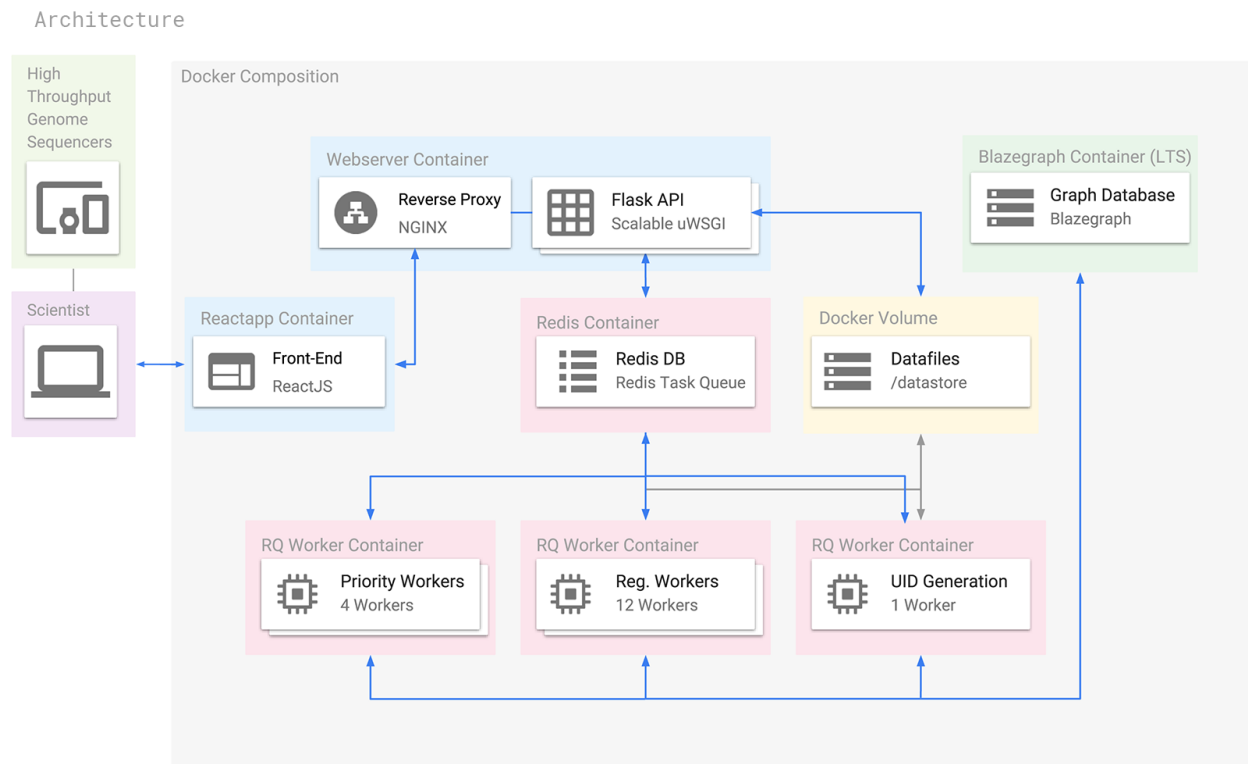 Architecture
High
Throughput
Genome
Sequencers
Scientist
Docker Composition
Webserver Container
Reverse Proxy
NGINX
Flask API
Scalable uWSGI
Blazegraph Container (LTS)
Graph Database
Blazegraph
Reactapp Container
Front-End
ReactJS
Redis Container
Redis DB
Redis Task Queue
Docker Volume
Datafiles
/datastore
RQ Worker Container
Priority Workers
4 Workers
RQ Worker Container
Reg. Workers
12 Workers
RQ Worker Container
UID Generation
1 Worker